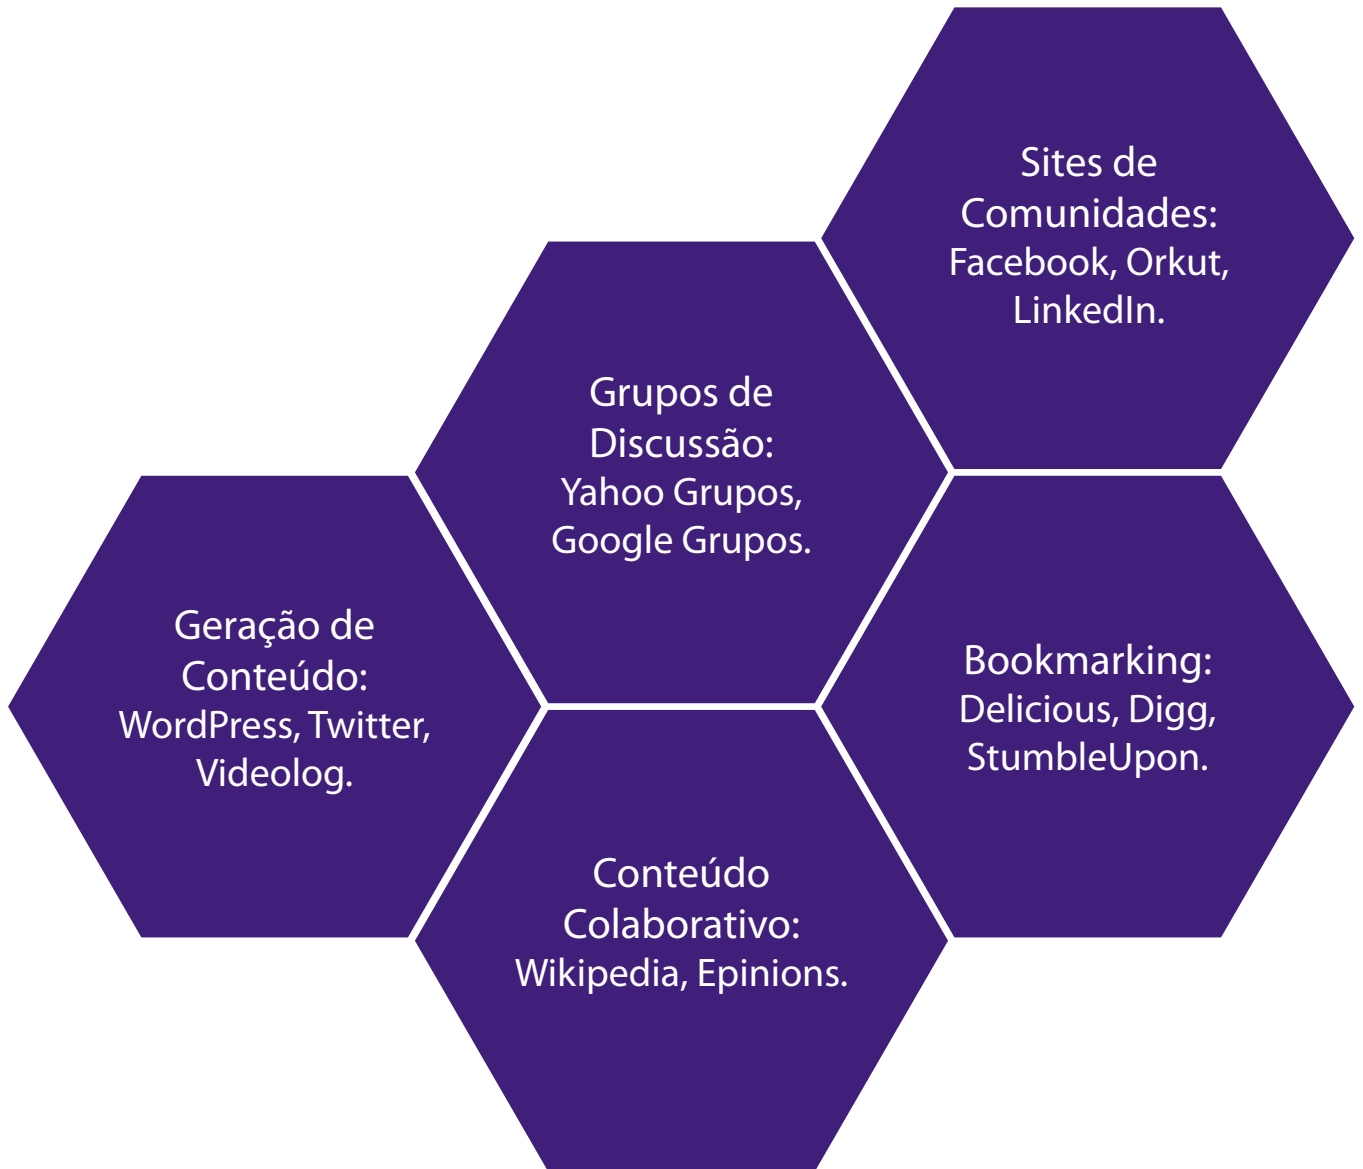 Sites de
Comunidades:
Facebook, Orkut,
LinkedIn.
Grupos de
Discussão:
Yahoo Grupos,
Google Grupos.
Geração de
Conteúdo:
WordPress, Twitter,
Videolog.
Bookmarking:
Delicious, Digg,
StumbleUpon.
Conteúdo
Colaborativo:
Wikipedia, Epinions.